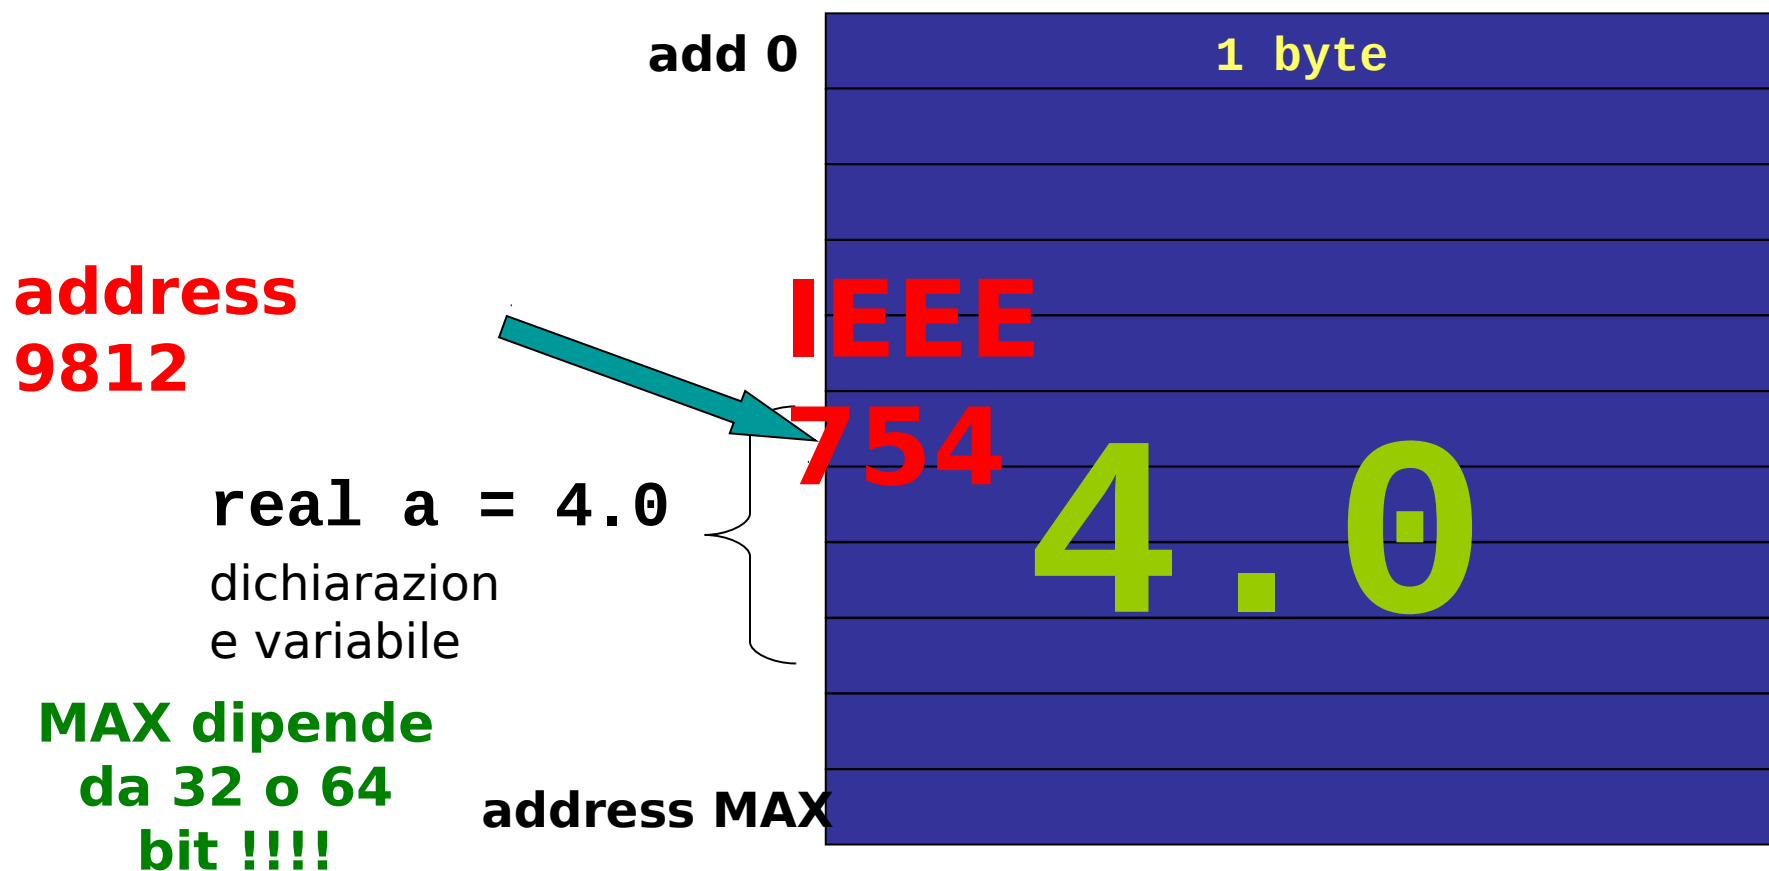 add 0
1 byte
address
9812
IEEE
754
4.0
real a = 4.0
dichiarazion
e variabile
MAX dipende
da 32 o 64
bit !!!!
address MAX